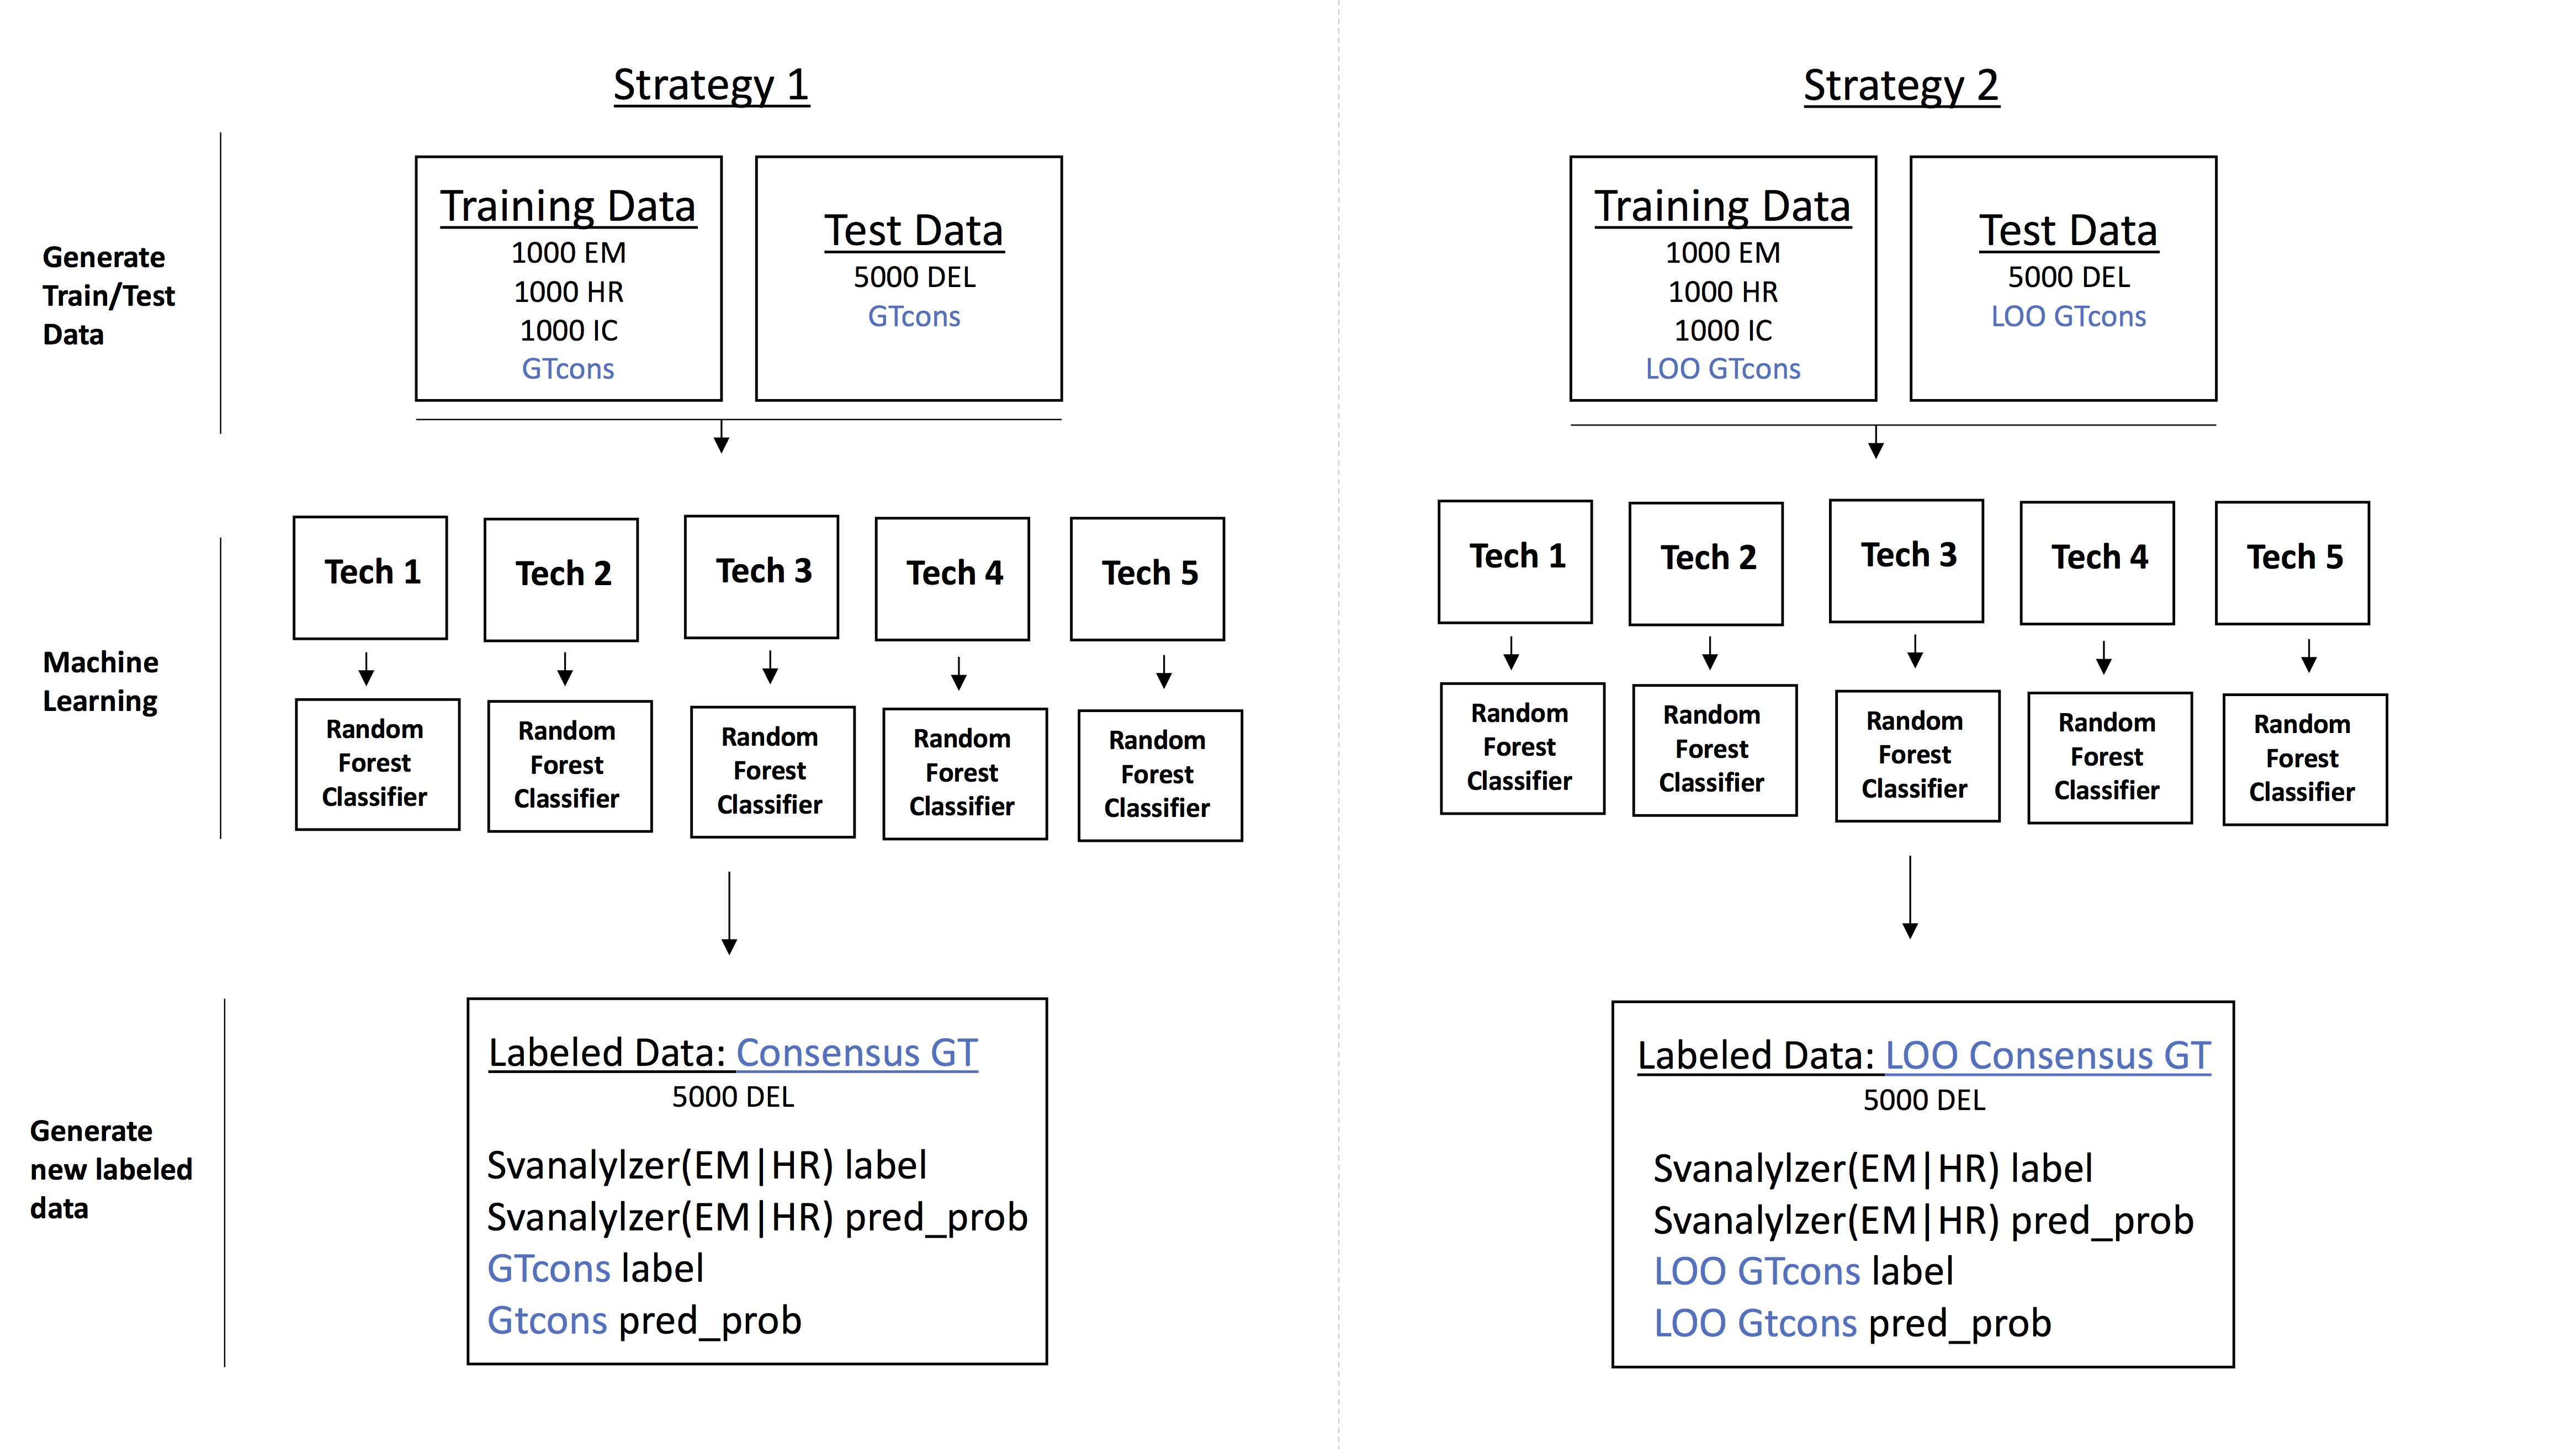 Strategy 1
Generate
Train/Test
Data
Training Data
1000 EM
1000 HR
1000 IC
GTcons
Test Data
5000 DEL
GTcons
Machine
Learning
Tech 1
Tech 2
Tech 3
Tech 4
Tech 5
Random
Forest
Classifier
Random
Forest
Classifier
Random
Forest
Classifier
Random
Forest
Classifier
Random
Forest
Classifier
Generate
new labeled
data
Labeled Data: Consensus GT
5000 DEL
Svanalylzer(EM|HR) label
Svanalylzer(EM|HR) pred_prob
GTcons label
Gtcons pred_prob
Strategy 2
Training Data
1000 EM
1000 HR
1000 IC
LOO GTcons
Test Data
5000 DEL
LOO GTcons
Tech 1
Tech 2
Tech 3
Tech 4
Tech 5
Random
Forest
Classifier
Random
Forest
Classifier
Random
Forest
Classifier
Random
Forest
Classifier
Random
Forest
Classifier
Labeled Data: LOO Consensus GT
5000 DEL
Svanalylzer(EM|HR) label
Svanalylzer(EM|HR) pred_prob
LOO GTcons label
LOO Gtcons pred_prob